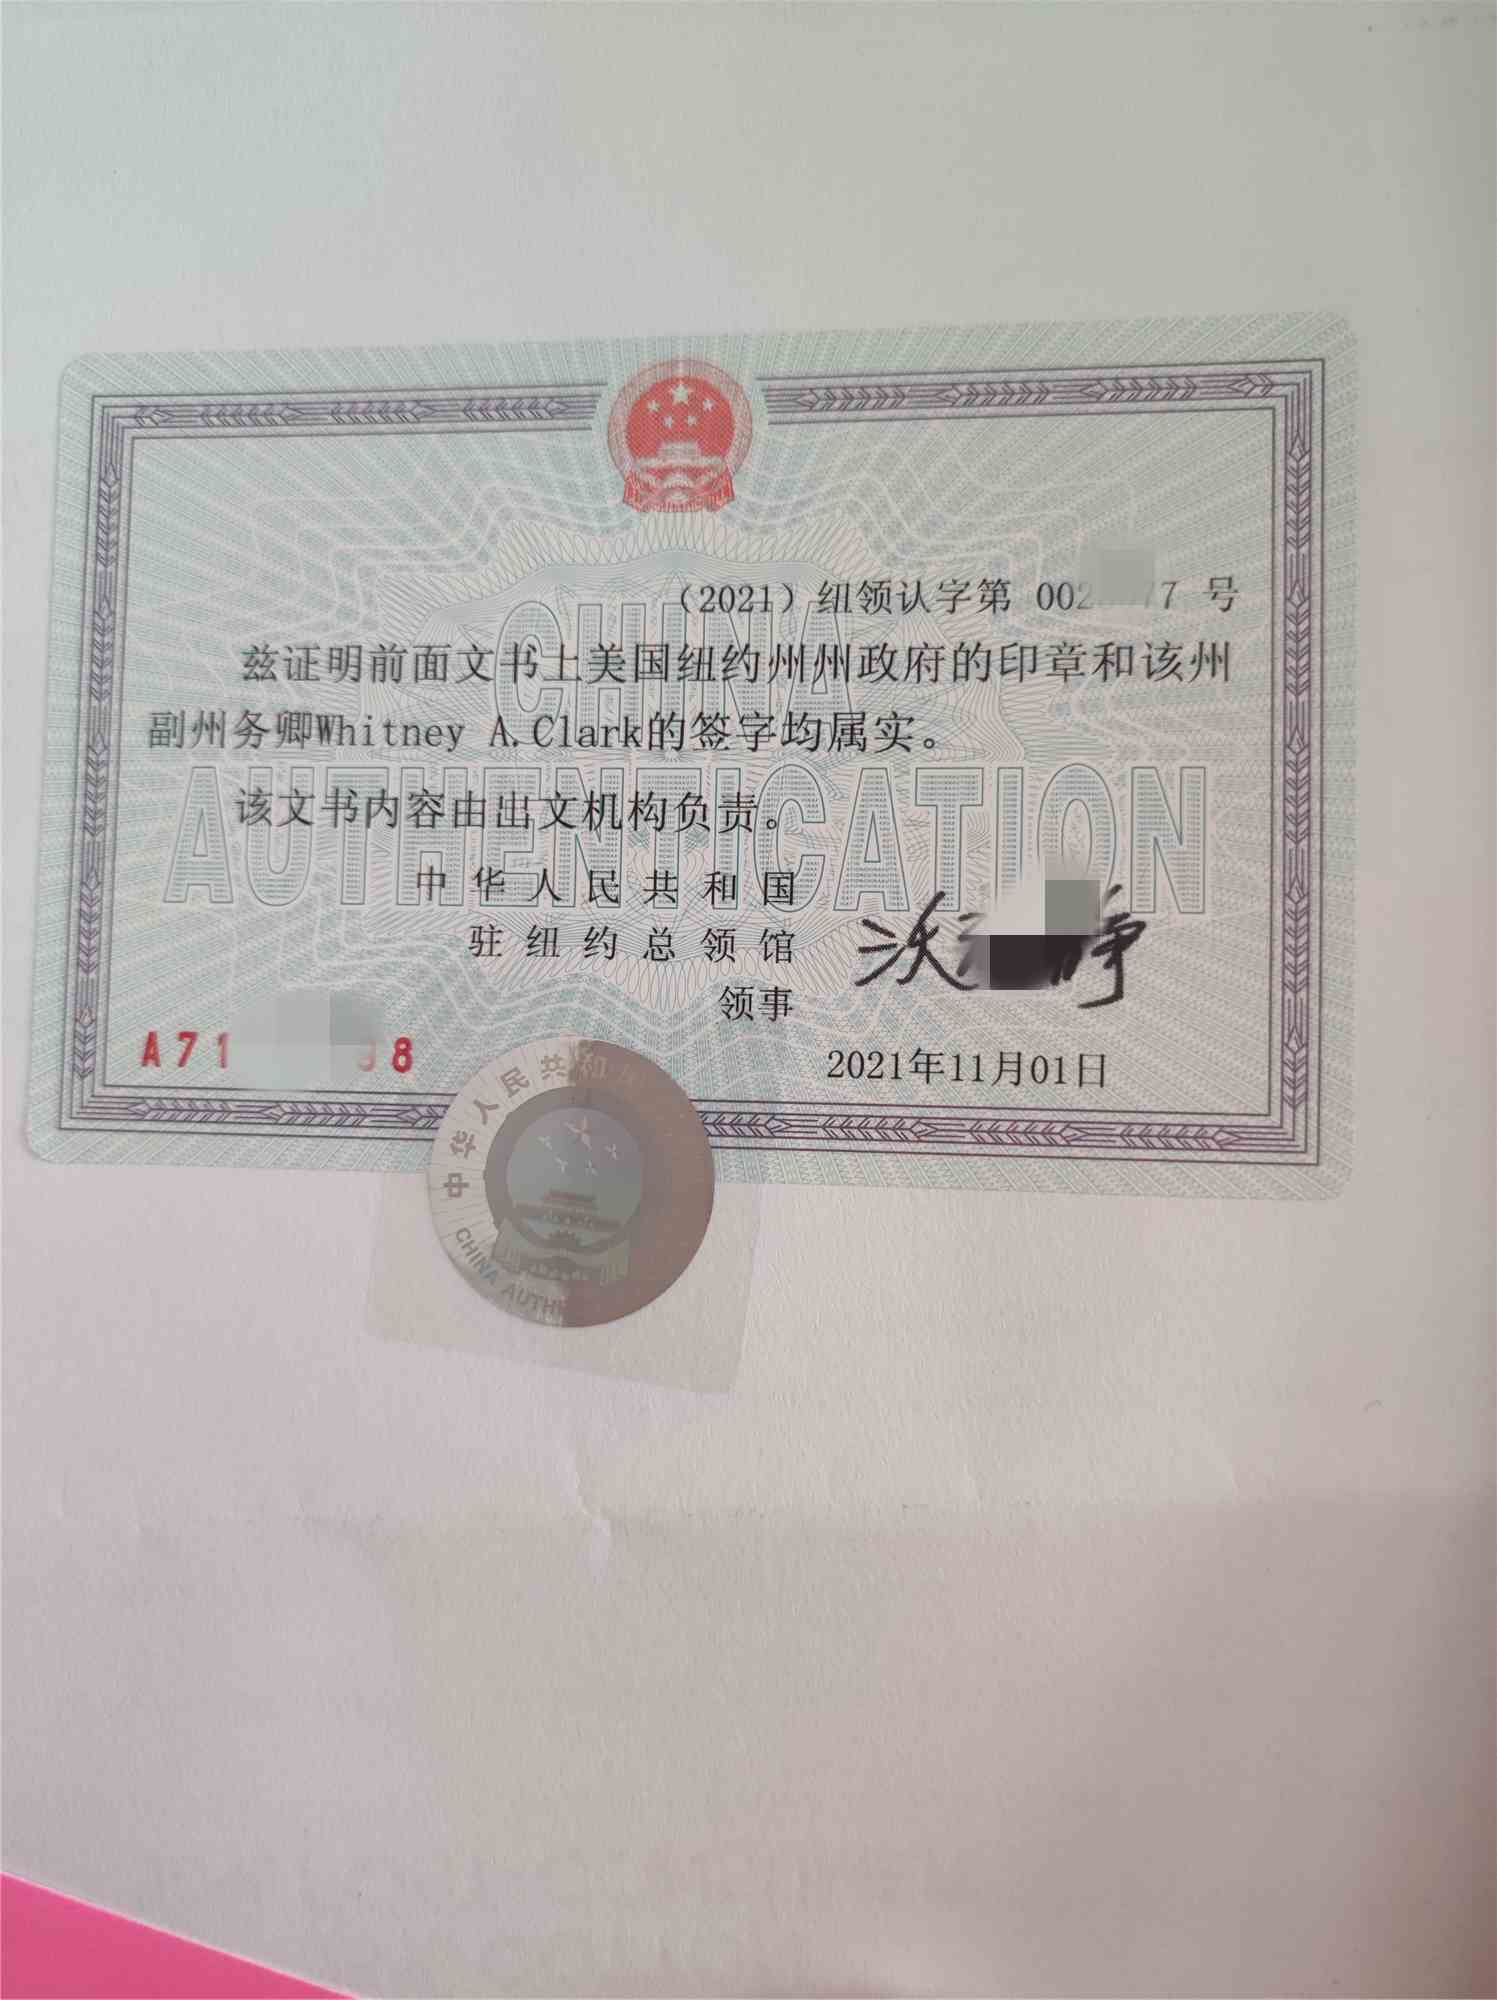 （2021）纽领认字第 002 77 号
兹证明前面文书上美国纽约州州政府的印章和该州
副州务卿Whitney A.Clark的签字均属实。
该文书内容由出文机构负责。
CHINA
AUTHENTICATION
中华人民共和国
驻纽约总领馆
领事
2021年11月01日
A71 98
中华人民共和
CHINA AUTH